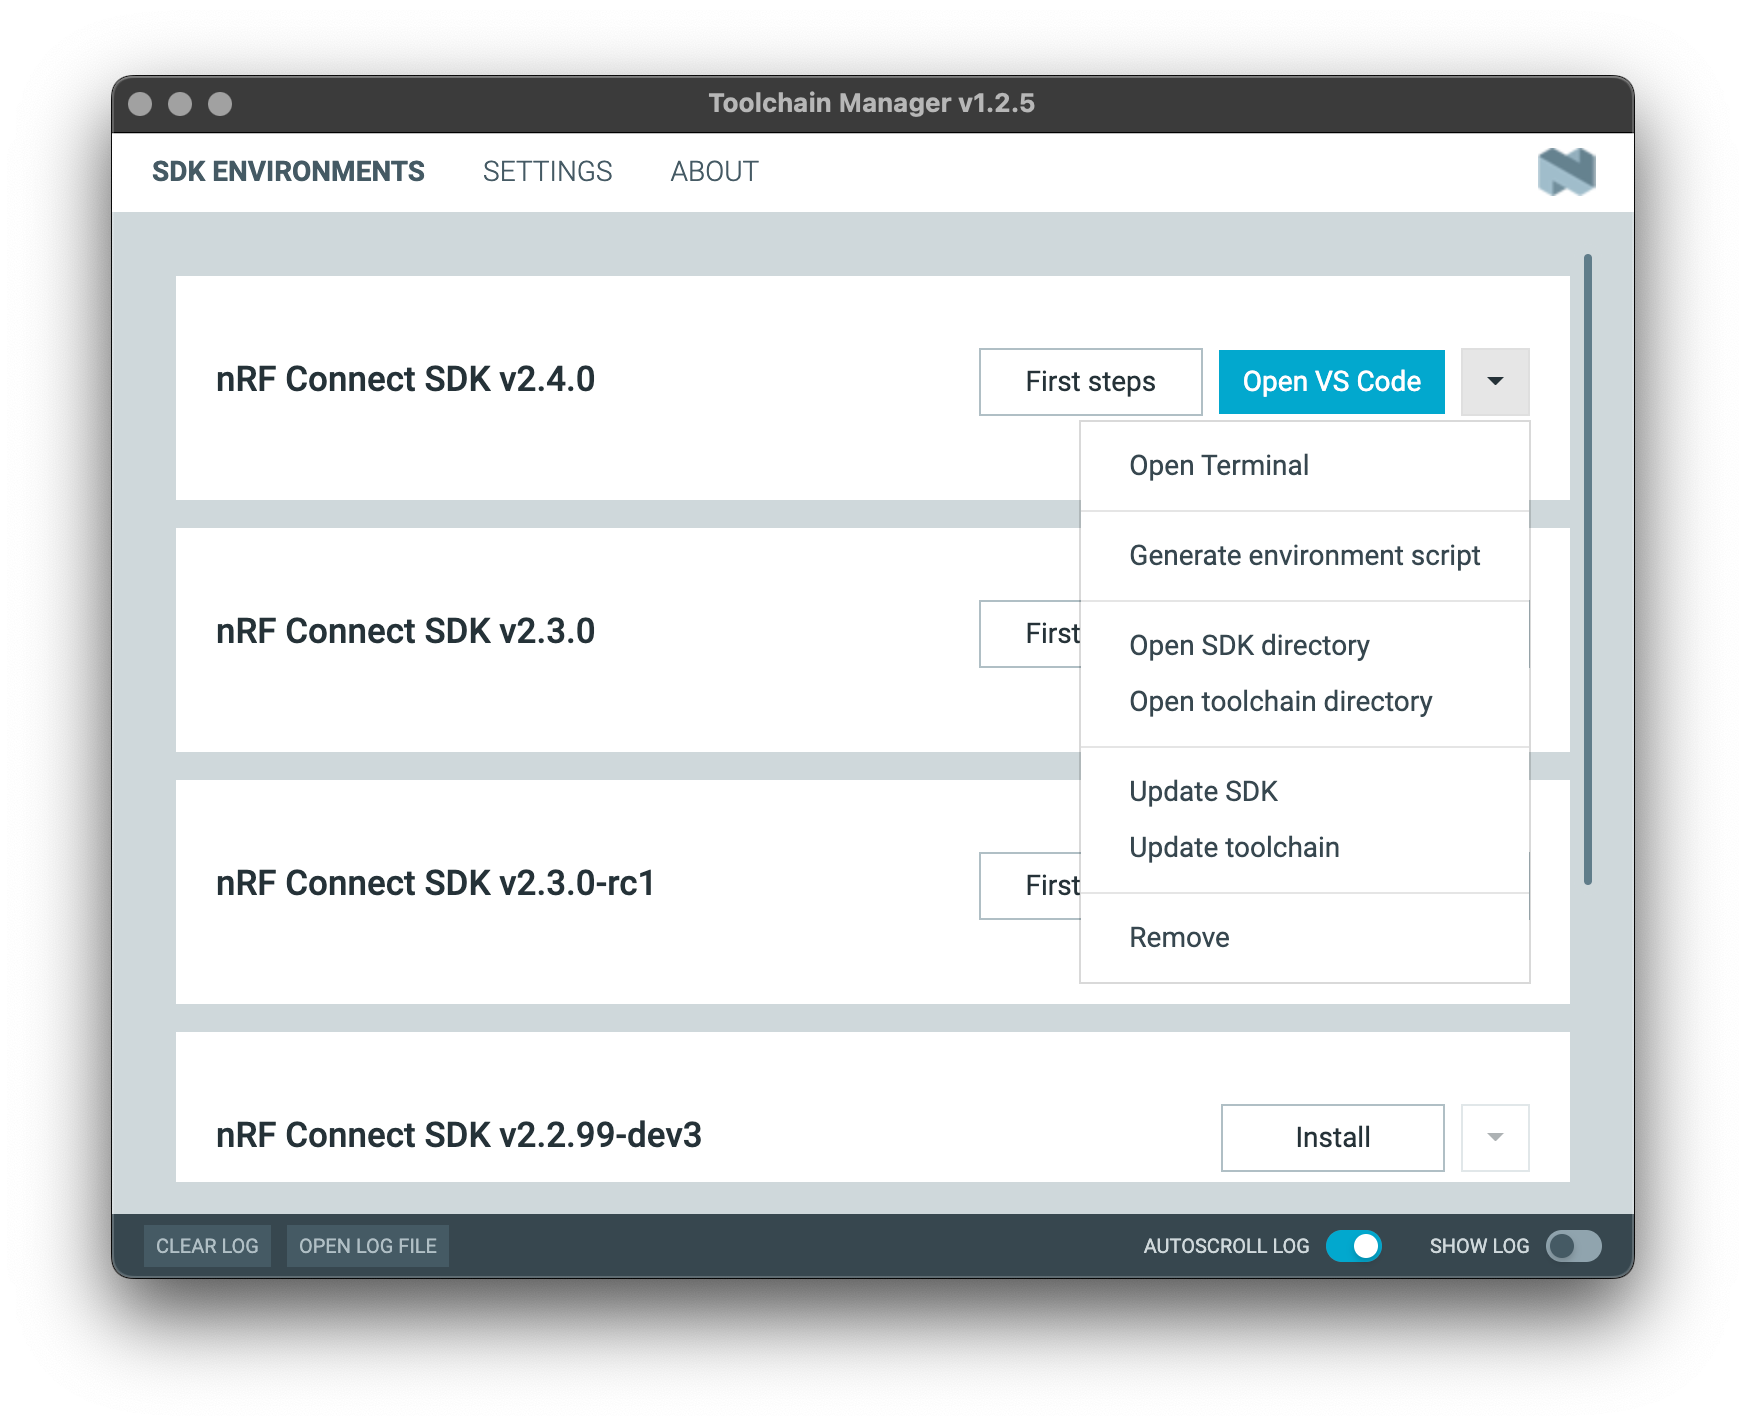 Toolchain Manager v1.2.5
SDK ENVIRONMENTS SETTINGS ABOUT
nRF Connect SDK v2.4.0
First steps
Open VS Code
Open Terminal
Generate environment script
Open SDK directory
Open toolchain directory
Update SDK
Update toolchain
Remove
nRF Connect SDK v2.3.0
First
nRF Connect SDK v2.3.0-rc1
First
nRF Connect SDK v2.2.99-dev3
Install
CLEAR LOG OPEN LOG FILE AUTOSCROLL LOG SHOW LOG